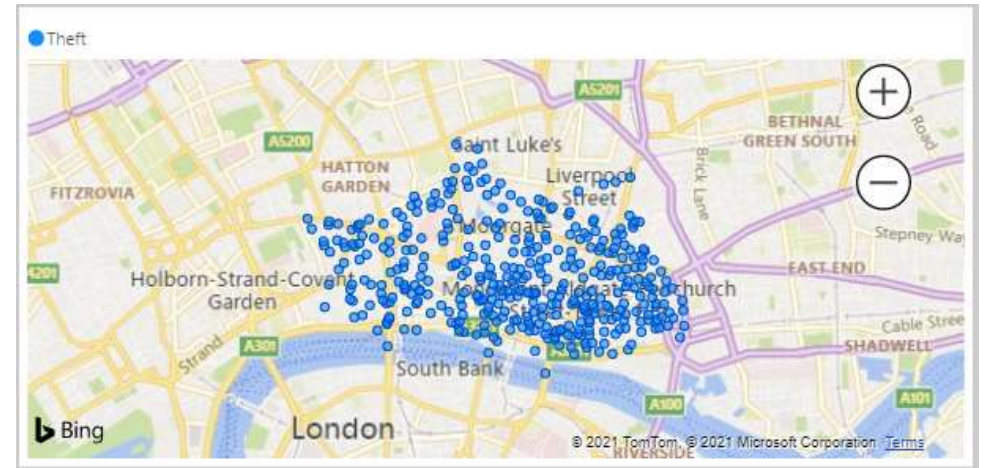 Theft
A5201
BETHNAL
GREEN SOUTH
Road
A5200
Saint Luke's
HATTON
GARDEN
Brick Lane
Liverpool
Street
FITZROVIA
Moorgate
Stepney Way
4201
EAST END
Holborn-Strand-Covent
Garden
Cable Stree
SHADWELL
Strand
A301
South Bank
A100
A101
Bing
London
© 2021 TomTom, © 2021 Microsoft Corporation Terms
RIVERSIDE